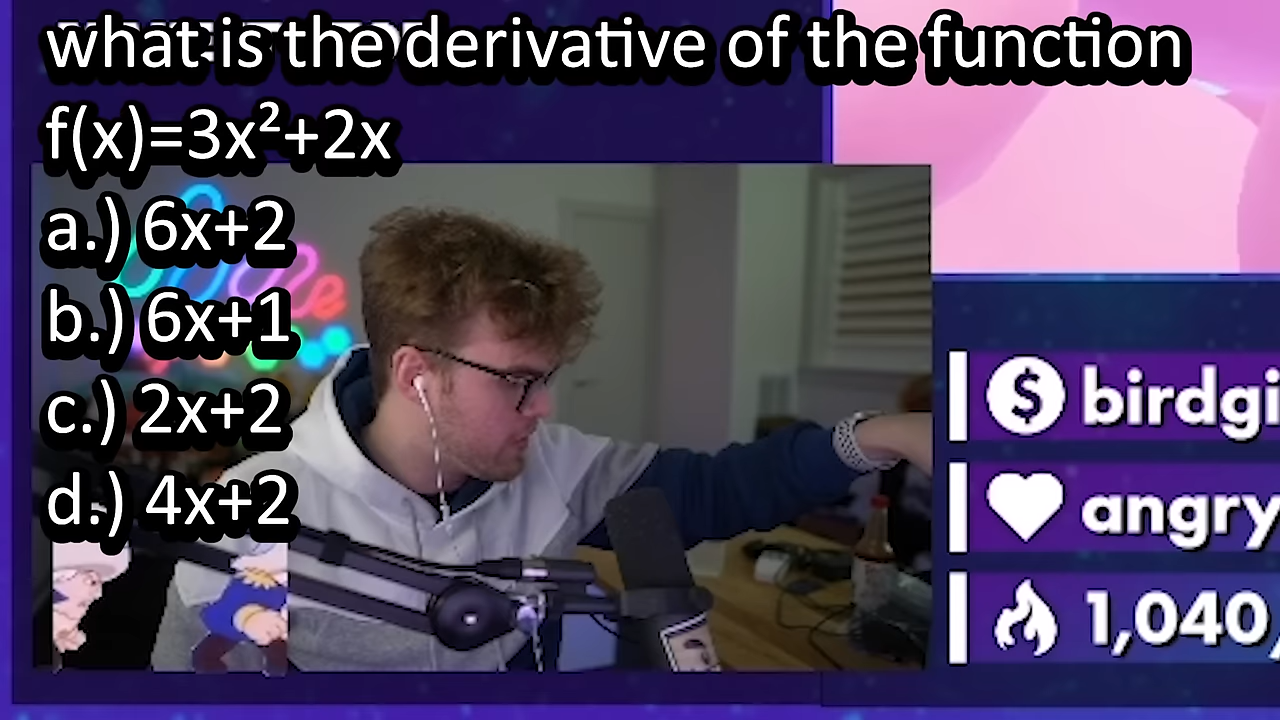 what is the derivative of the function
f(x)=3x²+2x
a.) 6x+2
b.) 6x+1
c.) 2x+2
d.) 4x+2
birdgi
angry
1,040,